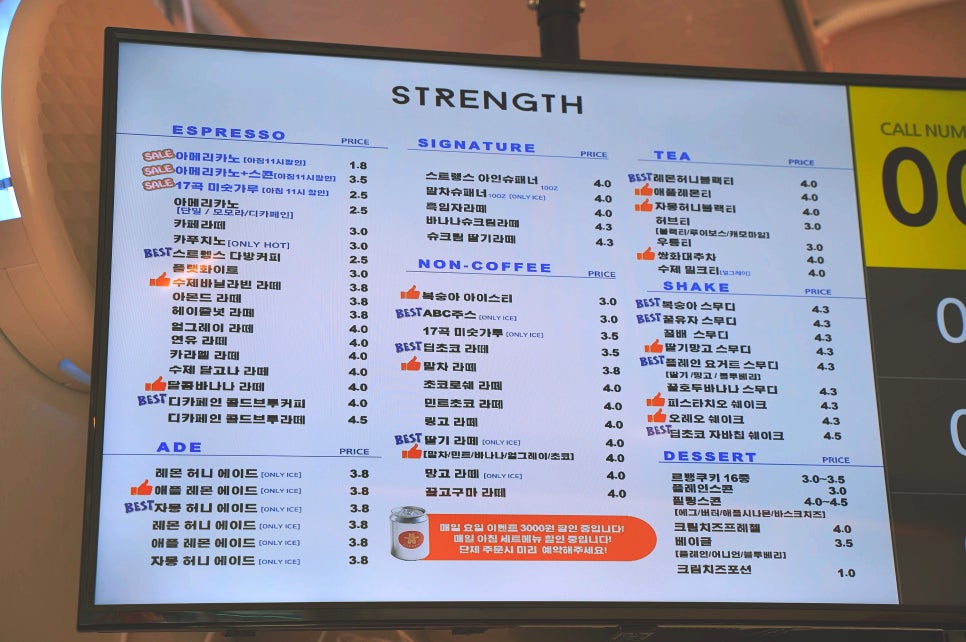 STRENGTH
ESPRESSO PRICE
SALE 아메리카노 [아침11시할인] 1.8
SALE 아메리카노+스콘[아침11시할인] 3.5
SALE 17곡 미숫가루 [아침 11시 할인] 2.5
아메리카노 2.5
[단일 / 모모라/디카페인]
카페라떼 3.0
카푸치노[ONLY HOT] 3.0
BEST 스트렝스 다방커피 2.5
플랫화이트 3.0
수제바닐라빈 라떼 3.8
아몬드 라떼 3.8
헤이즐넛 라떼 3.8
얼그레이 라떼 4.0
연유 라떼 4.0
카라멜 라떼 4.0
수제 달고나 라떼 4.0
달콤바나나 라떼 4.0
BEST 디카페인 콜드브루커피 4.0
디카페인 콜드브루라떼 4.5
ADE PRICE
레몬 허니 에이드 [ONLY ICE] 3.8
애플 레몬 에이드 [ONLY ICE] 3.8
BEST 자몽 허니 에이드 [ONLY ICE] 3.8
레몬 허니 에이드 [ONLY ICE] 3.8
애플 레몬 에이드 [ONLY ICE] 3.8
자몽 허니 에이드 [ONLY ICE] 3.8
SIGNATURE PRICE
스트렝스 아인슈패너 10OZ 4.0
말차슈패너 10OZ [ONLY ICE] 4.0
흑임자라떼 4.0
바나나슈크림라떼 4.3
슈크림 딸기라떼 4.3
NON-COFFEE PRICE
복숭아 아이스티 3.0
BEST ABC주스 [ONLY ICE] 3.0
17곡 미숫가루 [ONLY ICE] 3.5
BEST 딥초코 라떼 3.5
말차 라떼 3.8
초코로쉐 라떼 4.0
민트초코 라떼 4.0
링고 라떼 4.0
BEST 딸기 라떼 [ONLY ICE] 4.0
[말차/민트/바나나/얼그레이/초코] 4.0
망고 라떼 [ONLY ICE] 4.0
꿀고구마 라떼 4.0
매일 요일 이벤트 3000원 할인 중입니다!
매일 아침 세트메뉴 할인 중입니다!
단체 주문시 미리 예약해주세요!
TEA PRICE
BEST 레몬허니블랙티 4.0
애플레몬티 4.0
자몽허니블랙티 4.0
허브티 3.0
[블랙티/루이보스/캐모마일]
우롱티 3.0
쌍화대추차 4.0
수제 밀크티[얼그레이] 4.0
SHAKE PRICE
BEST 복숭아 스무디 4.3
BEST 꿀유자 스무디 4.3
꿀배 스무디 4.3
딸기망고 스무디 4.3
BEST 플레인 요거트 스무디 4.3
[딸기/망고/블루베리]
꿀호두바나나 스무디 4.3
피스타치오 쉐이크 4.3
오레오 쉐이크 4.3
BEST 딥초코 자바칩 쉐이크 4.5
DESSERT PRICE
르뱅쿠키 16종 3.0~3.5
플레인스콘 3.0
필링스콘 4.0~4.5
[에그/버터/애플시나몬/바스크치즈]
크림치즈프레첼 4.0
베이글 3.5
[플레인/어니언/블루베리]
크림치즈포션 1.0
CALL NUM
00
0
0